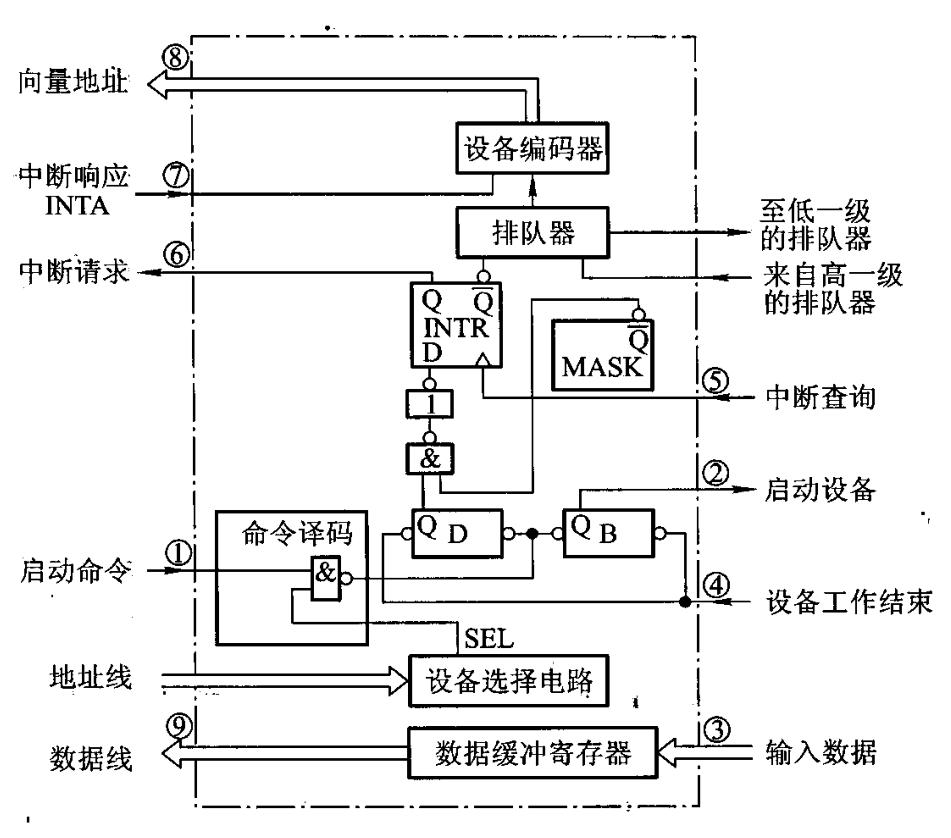 ⑧
向量地址
设备编码器
中断响应
INTA
⑦
排队器
至低一级
的排队器
⑥
中断请求
来自高一级
的排队器
Q Q̅
INTR
D
Q̅
MASK
⑤
中断查询
1
&
②
启动设备
命令译码
Q D
Q B
①
启动命令
&
④
设备工作结束
SEL
地址线
设备选择电路
⑨
数据线
数据缓冲寄存器
③
输入数据